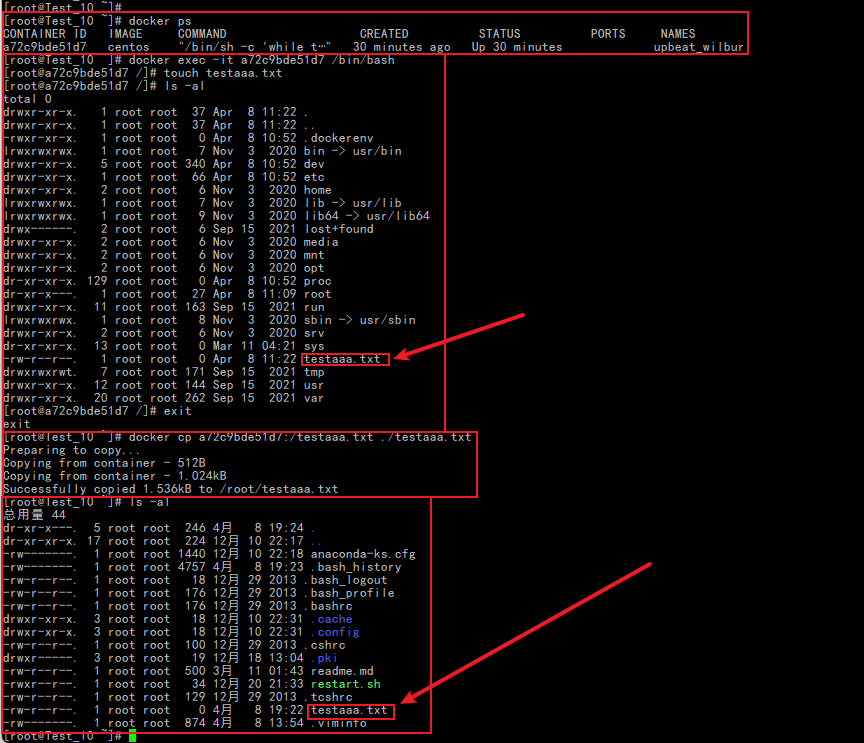 [root@Test_10 ~]#
[root@Test_10 ~]# docker ps
CONTAINER ID   IMAGE     COMMAND                   CREATED          STATUS          PORTS     NAMES
a72c9bde51d7   centos    "/bin/sh -c 'while t…"   30 minutes ago   Up 30 minutes             upbeat_wilbur
[root@Test_10 ~]# docker exec -it a72c9bde51d7 /bin/bash
[root@a72c9bde51d7 /]# touch testaaa.txt
[root@a72c9bde51d7 /]# ls -al
total 0
drwxr-xr-x.   1 root root  37 Apr  8 11:22 .
drwxr-xr-x.   1 root root  37 Apr  8 11:22 ..
-rwxr-xr-x.   1 root root   0 Apr  8 10:52 .dockerenv
lrwxrwxrwx.   1 root root   7 Nov  3  2020 bin -> usr/bin
drwxr-xr-x.   5 root root 340 Apr  8 10:52 dev
drwxr-xr-x.   1 root root  66 Apr  8 10:52 etc
drwxr-xr-x.   2 root root   6 Nov  3  2020 home
lrwxrwxrwx.   1 root root   7 Nov  3  2020 lib -> usr/lib
lrwxrwxrwx.   1 root root   9 Nov  3  2020 lib64 -> usr/lib64
drwx------.   2 root root   6 Sep 15  2021 lost+found
drwxr-xr-x.   2 root root   6 Nov  3  2020 media
drwxr-xr-x.   2 root root   6 Nov  3  2020 mnt
drwxr-xr-x.   2 root root   6 Nov  3  2020 opt
dr-xr-xr-x. 129 root root   0 Apr  8 10:52 proc
dr-xr-x---.   1 root root  27 Apr  8 11:09 root
drwxr-xr-x.  11 root root 163 Sep 15  2021 run
lrwxrwxrwx.   1 root root   8 Nov  3  2020 sbin -> usr/sbin
drwxr-xr-x.   2 root root   6 Nov  3  2020 srv
dr-xr-xr-x.  13 root root   0 Mar 11 04:21 sys
-rw-r--r--.   1 root root   0 Apr  8 11:22 testaaa.txt
drwxrwxrwt.   7 root root 171 Sep 15  2021 tmp
drwxr-xr-x.  12 root root 144 Sep 15  2021 usr
drwxr-xr-x.  20 root root 262 Sep 15  2021 var
[root@a72c9bde51d7 /]# exit
exit
[root@Test_10 ~]# docker cp a72c9bde51d7:/testaaa.txt ./testaaa.txt
Preparing to copy...
Copying from container - 512B
Copying from container - 1.024kB
Successfully copied 1.536kB to /root/testaaa.txt
[root@Test_10 ~]# ls -al
总用量 44
dr-xr-x---.  5 root root  246 4月   8 19:24 .
dr-xr-xr-x. 17 root root  224 12月 10 22:17 ..
-rw-------.  1 root root 1440 12月 10 22:18 anaconda-ks.cfg
-rw-------.  1 root root 4757 4月   8 19:23 .bash_history
-rw-r--r--.  1 root root   18 12月 29 2013 .bash_logout
-rw-r--r--.  1 root root  176 12月 29 2013 .bash_profile
-rw-r--r--.  1 root root  176 12月 29 2013 .bashrc
drwxr-xr-x.  3 root root   18 12月 10 22:31 .cache
drwxr-xr-x.  3 root root   18 12月 10 22:31 .config
-rw-r--r--.  1 root root  100 12月 29 2013 .cshrc
drwxr-----.  3 root root   19 12月 18 13:04 .pki
-rw-r--r--.  1 root root  500 3月  11 01:43 readme.md
-rw-r--r--.  1 root root   34 12月 20 21:33 restart.sh
-rw-r--r--.  1 root root  129 12月 29 2013 .tcshrc
-rw-r--r--.  1 root root    0 4月   8 19:22 testaaa.txt
-rw-------.  1 root root  874 4月   8 13:54 .viminfo
[root@Test_10 ~]#